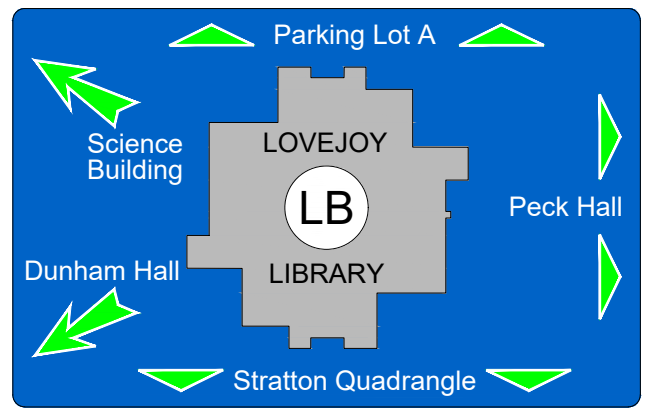 Parking Lot A
Science
Building
LOVEJOY
LB
Peck Hall
Dunham Hall
LIBRARY
Stratton Quadrangle